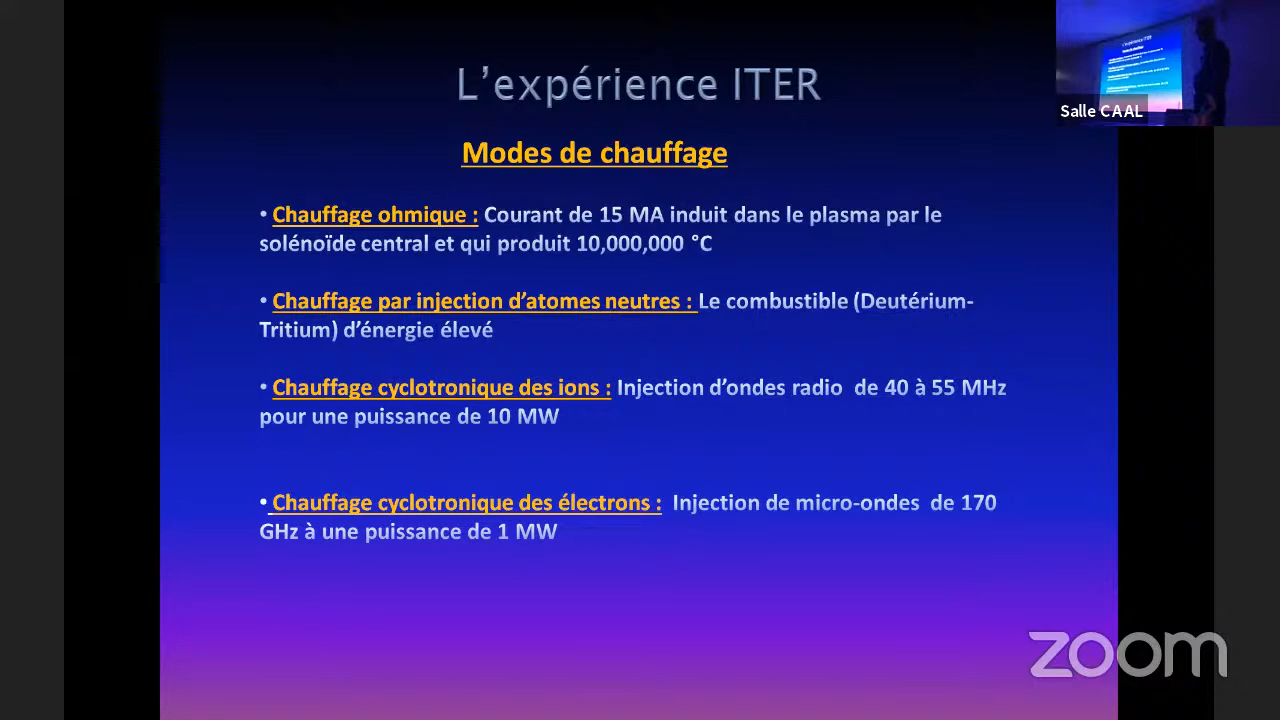 L'expérience ITER
Modes de chauffage
• Chauffage ohmique : Courant de 15 MA induit dans le plasma par le
solénoïde central et qui produit 10,000,000 °C
• Chauffage par injection d'atomes neutres : Le combustible (Deutérium-
Tritium) d'énergie élevé
• Chauffage cyclotronique des ions : Injection d'ondes radio de 40 à 55 MHz
pour une puissance de 10 MW
• Chauffage cyclotronique des électrons : Injection de micro-ondes de 170
GHz à une puissance de 1 MW
L'expérience ITER
Salle CAAL
zoom